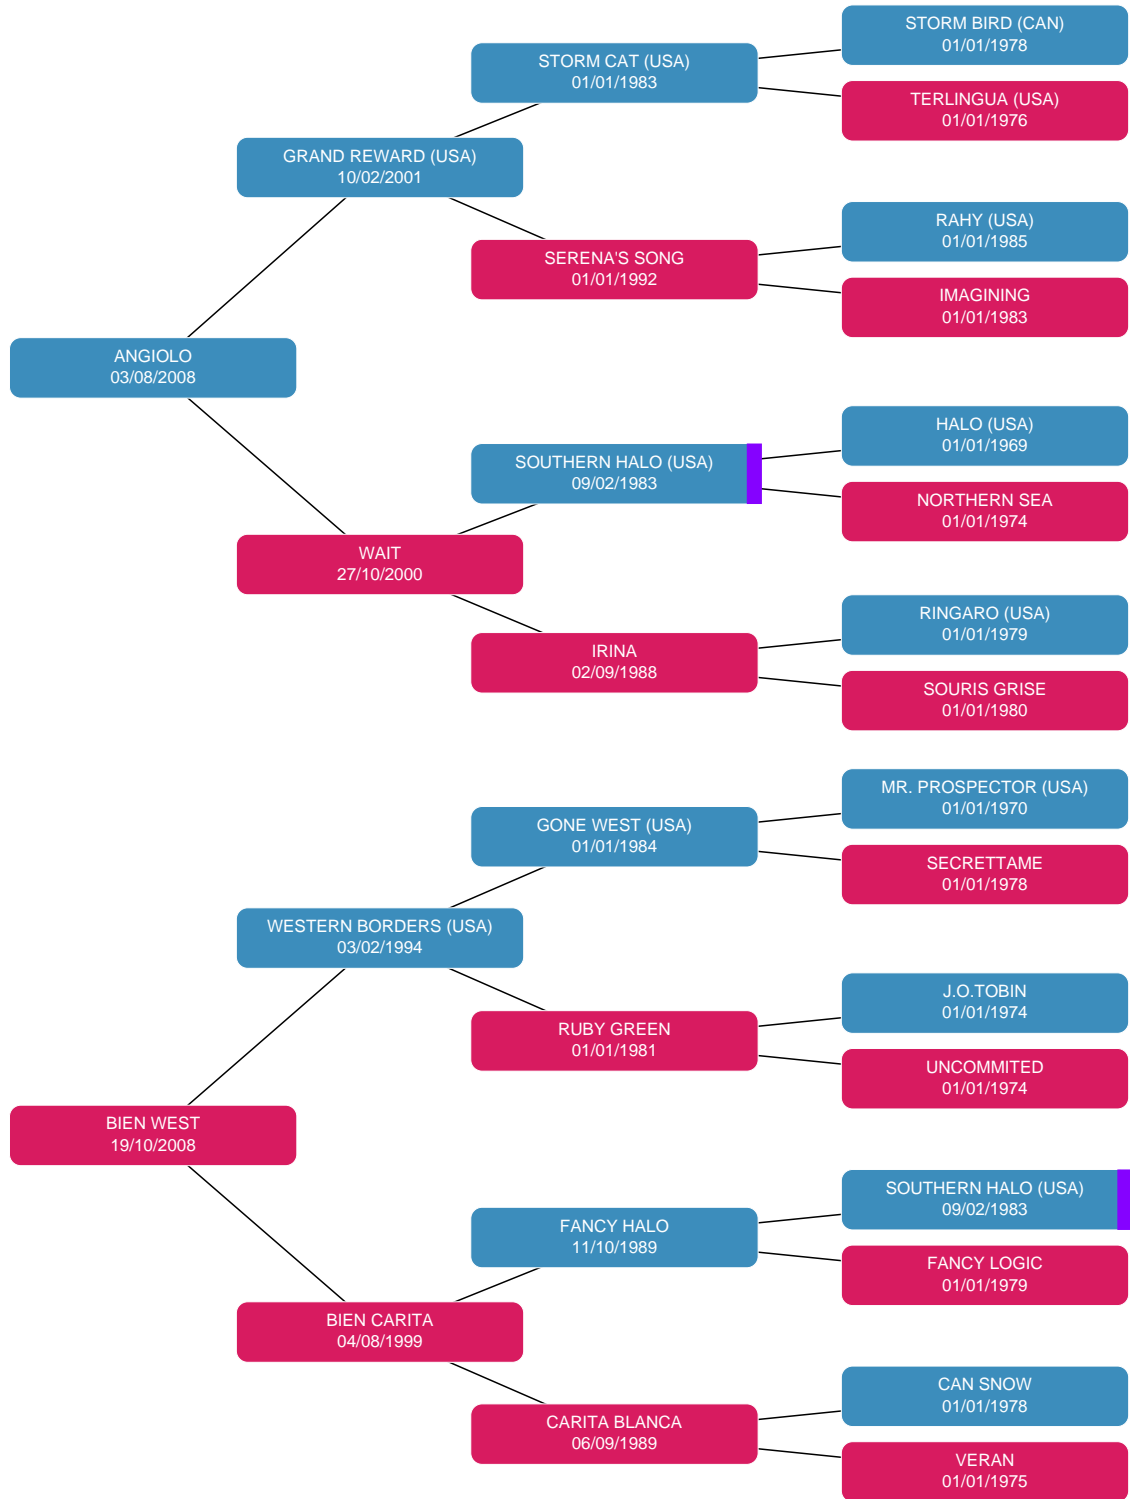 STORM BIRD (CAN)
01/01/1978
STORM CAT (USA)
01/01/1983
TERLINGUA (USA)
01/01/1976
GRAND REWARD (USA)
10/02/2001
RAHY (USA)
01/01/1985
SERENA'S SONG
01/01/1992
IMAGINING
01/01/1983
ANGIOLO
03/08/2008
HALO (USA)
01/01/1969
SOUTHERN HALO (USA)
09/02/1983
NORTHERN SEA
01/01/1974
WAIT
27/10/2000
RINGARO (USA)
01/01/1979
IRINA
02/09/1988
SOURIS GRISE
01/01/1980
MR. PROSPECTOR (USA)
01/01/1970
GONE WEST (USA)
01/01/1984
SECRETTAME
01/01/1978
WESTERN BORDERS (USA)
03/02/1994
J.O.TOBIN
01/01/1974
RUBY GREEN
01/01/1981
UNCOMMITED
01/01/1974
BIEN WEST
19/10/2008
SOUTHERN HALO (USA)
09/02/1983
FANCY HALO
11/10/1989
FANCY LOGIC
01/01/1979
BIEN CARITA
04/08/1999
CAN SNOW
01/01/1978
CARITA BLANCA
06/09/1989
VERAN
01/01/1975